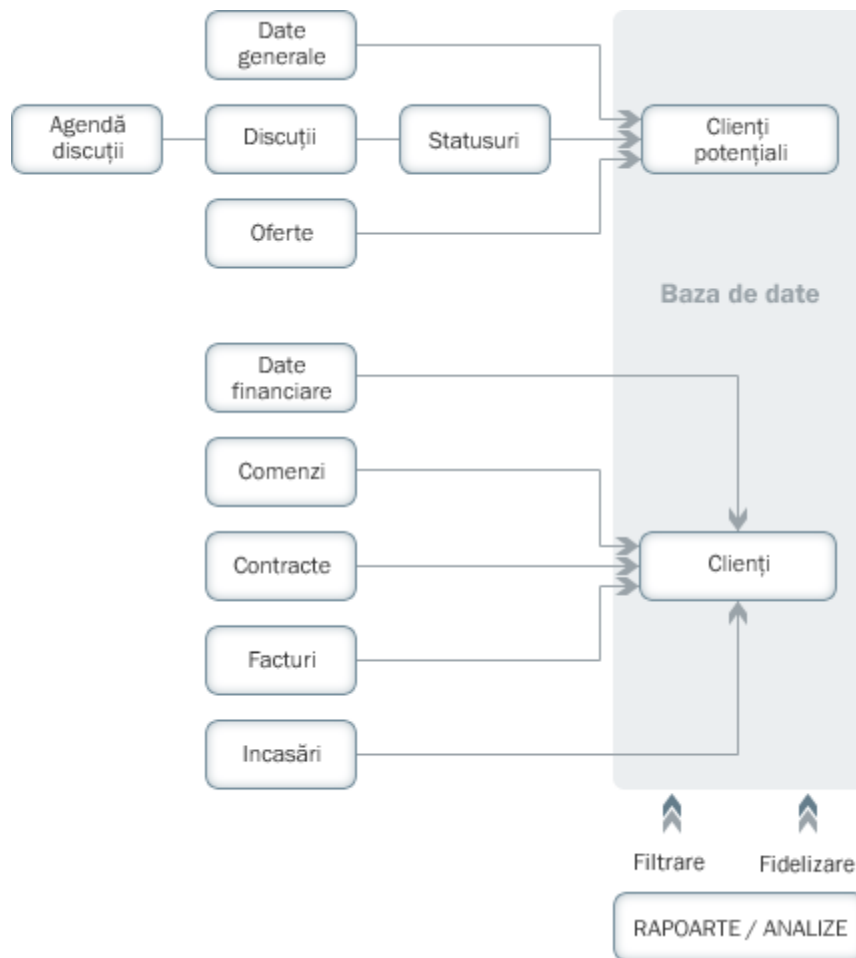 Date
generale
Agendă
discuții
Discuții
Statusuri
Clienți
potențiali
Oferte
Baza de date
Date
financiare
Comenzi
Contracte
Clienți
Facturi
Incasări
Filtrare
Fidelizare
RAPOARTE / ANALIZE